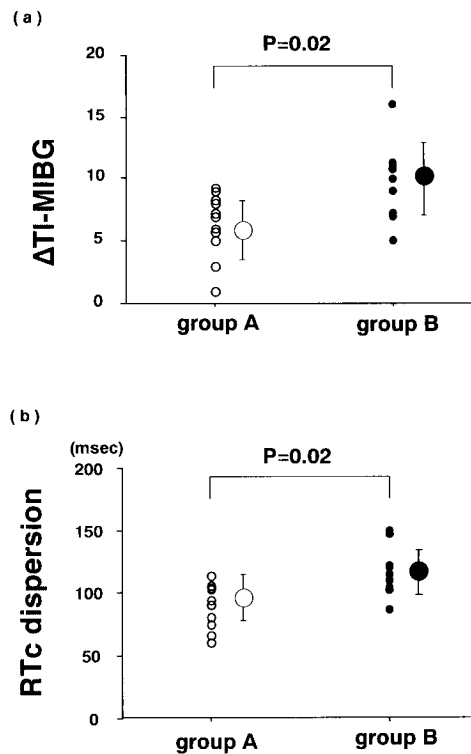 ( a )
P=0.02
20
15
10
5
0
ΔTl-MIBG
group A
group B
( b )
(msec)
P=0.02
200
150
100
50
0
RTc dispersion
group A
group B